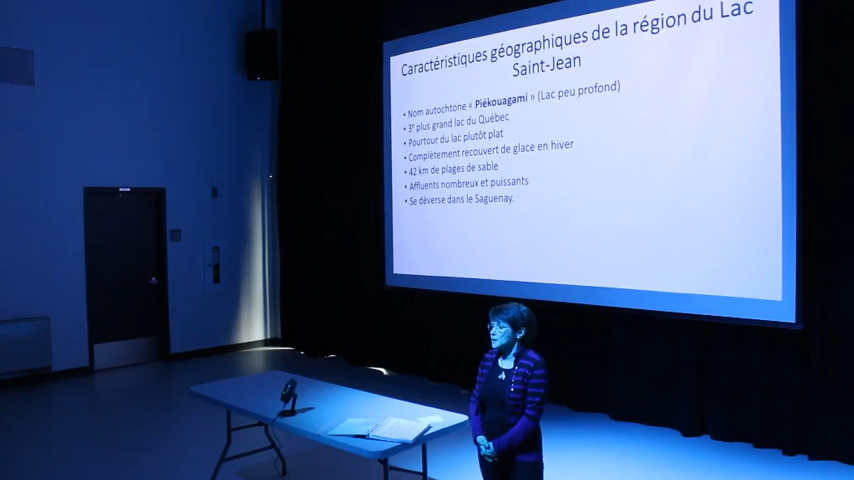 Caractéristiques géographiques de la région du Lac
Saint-Jean
• Nom autochtone « Piékouagami » (Lac peu profond)
• 3e plus grand lac du Québec
• Pourtour du lac plutôt plat
• Complètement recouvert de glace en hiver
• 42 km de plages de sable
• Affluents nombreux et puissants
• Se déverse dans le Saguenay.